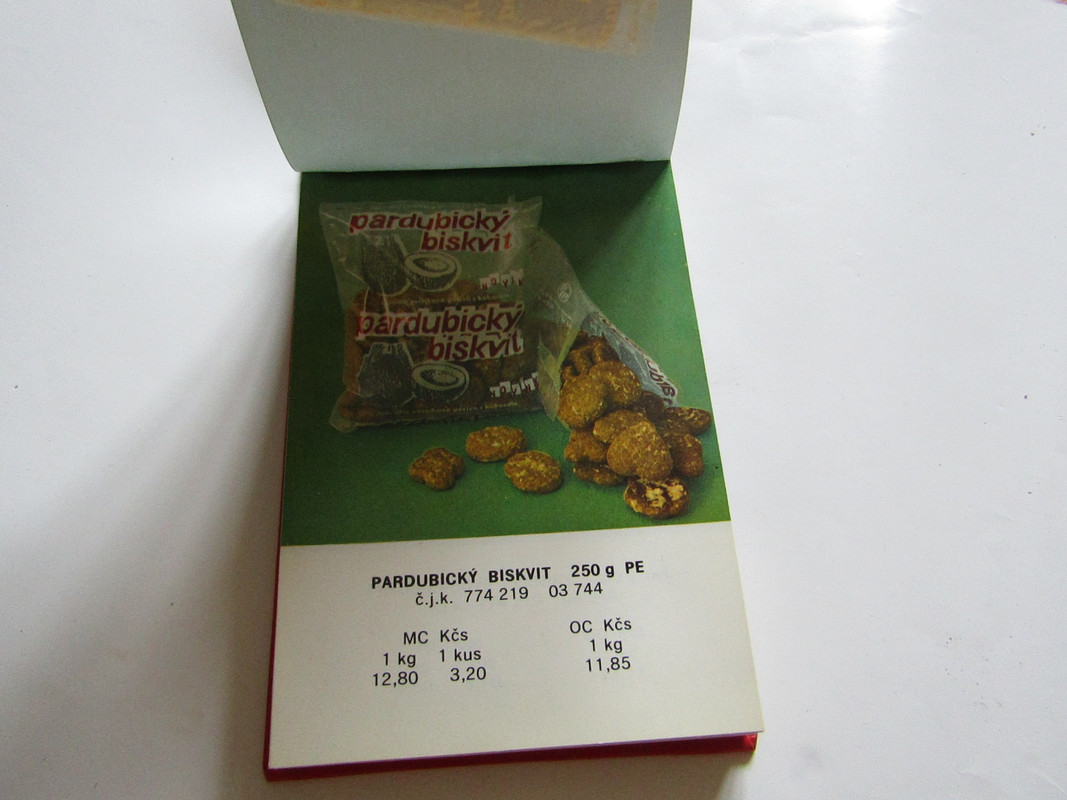 pardubický
biskvit
pardubický
biskvit
PARDUBICKÝ BISKVIT 250 g PE
č.j.k. 774 219 03 744
MC Kčs
1 kg 1 kus
12,80 3,20
OC Kčs
1 kg
11,85